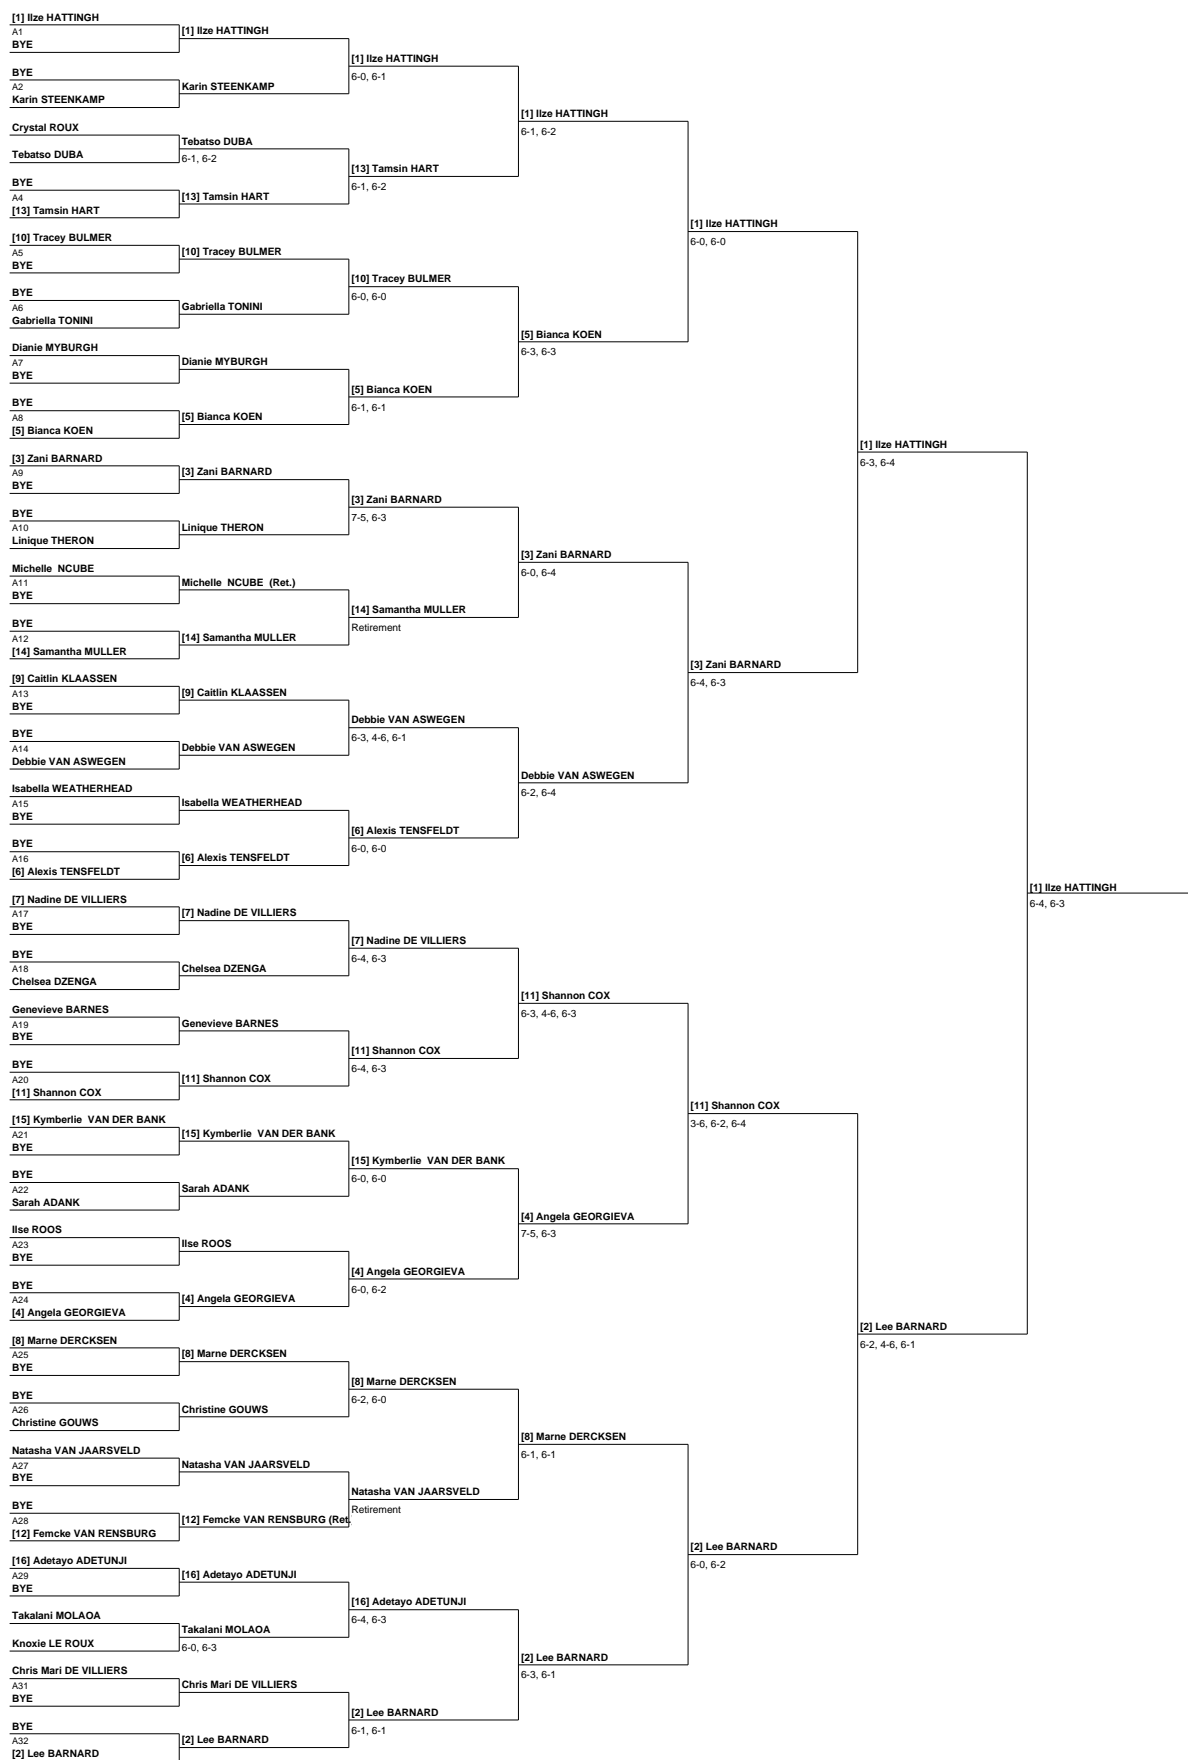 [1] Ilze HATTINGH
A1
BYE
BYE
A2
Karin STEENKAMP
Crystal ROUX
Tebatso DUBA
BYE
A4
[13] Tamsin HART
[10] Tracey BULMER
A5
BYE
BYE
A6
Gabriella TONINI
Dianie MYBURGH
A7
BYE
BYE
A8
[5] Bianca KOEN
[3] Zani BARNARD
A9
BYE
BYE
A10
Linique THERON
Michelle  NCUBE
A11
BYE
BYE
A12
[14] Samantha MULLER
[9] Caitlin KLAASSEN
A13
BYE
BYE
A14
Debbie VAN ASWEGEN
Isabella WEATHERHEAD
A15
BYE
BYE
A16
[6] Alexis TENSFELDT
[7] Nadine DE VILLIERS
A17
BYE
BYE
A18
Chelsea DZENGA
Genevieve BARNES
A19
BYE
BYE
A20
[11] Shannon COX
[15] Kymberlie  VAN DER BANK
A21
BYE
BYE
A22
Sarah ADANK
Ilse ROOS
A23
BYE
BYE
A24
[4] Angela GEORGIEVA
[8] Marne DERCKSEN
A25
BYE
BYE
A26
Christine GOUWS
Natasha VAN JAARSVELD
A27
BYE
BYE
A28
[12] Femcke VAN RENSBURG
[16] Adetayo ADETUNJI
A29
BYE
Takalani MOLAOA
Knoxie LE ROUX
Chris Mari DE VILLIERS
A31
BYE
BYE
A32
[2] Lee BARNARD
[1] Ilze HATTINGH
Karin STEENKAMP
Tebatso DUBA
6-1, 6-2
[13] Tamsin HART
[10] Tracey BULMER
Gabriella TONINI
Dianie MYBURGH
[5] Bianca KOEN
[3] Zani BARNARD
Linique THERON
Michelle  NCUBE  (Ret.)
[14] Samantha MULLER
[9] Caitlin KLAASSEN
Debbie VAN ASWEGEN
Isabella WEATHERHEAD
[6] Alexis TENSFELDT
[7] Nadine DE VILLIERS
Chelsea DZENGA
Genevieve BARNES
[11] Shannon COX
[15] Kymberlie  VAN DER BANK
Sarah ADANK
Ilse ROOS
[4] Angela GEORGIEVA
[8] Marne DERCKSEN
Christine GOUWS
Natasha VAN JAARSVELD
[12] Femcke VAN RENSBURG (Ret.
[16] Adetayo ADETUNJI
Takalani MOLAOA
6-0, 6-3
Chris Mari DE VILLIERS
[2] Lee BARNARD
[1] Ilze HATTINGH
6-0, 6-1
[13] Tamsin HART
6-1, 6-2
[10] Tracey BULMER
6-0, 6-0
[5] Bianca KOEN
6-1, 6-1
[3] Zani BARNARD
7-5, 6-3
[14] Samantha MULLER
Retirement
Debbie VAN ASWEGEN
6-3, 4-6, 6-1
[6] Alexis TENSFELDT
6-0, 6-0
[7] Nadine DE VILLIERS
6-4, 6-3
[11] Shannon COX
6-4, 6-3
[15] Kymberlie  VAN DER BANK
6-0, 6-0
[4] Angela GEORGIEVA
6-0, 6-2
[8] Marne DERCKSEN
6-2, 6-0
Natasha VAN JAARSVELD
Retirement
[16] Adetayo ADETUNJI
6-4, 6-3
[2] Lee BARNARD
6-1, 6-1
[1] Ilze HATTINGH
6-1, 6-2
[5] Bianca KOEN
6-3, 6-3
[3] Zani BARNARD
6-0, 6-4
Debbie VAN ASWEGEN
6-2, 6-4
[11] Shannon COX
6-3, 4-6, 6-3
[4] Angela GEORGIEVA
7-5, 6-3
[8] Marne DERCKSEN
6-1, 6-1
[2] Lee BARNARD
6-3, 6-1
[1] Ilze HATTINGH
6-0, 6-0
[3] Zani BARNARD
6-4, 6-3
[11] Shannon COX
3-6, 6-2, 6-4
[2] Lee BARNARD
6-0, 6-2
[1] Ilze HATTINGH
6-3, 6-4
[2] Lee BARNARD
6-2, 4-6, 6-1
[1] Ilze HATTINGH
6-4, 6-3